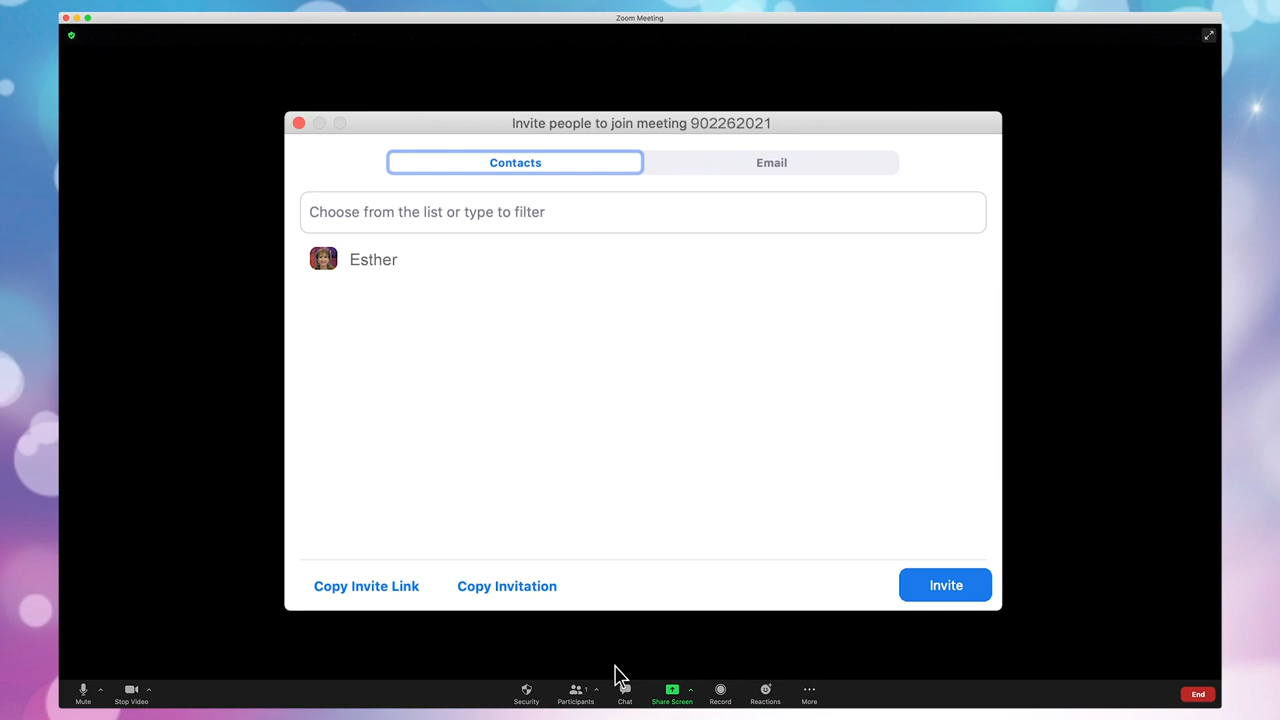 Zoom Meeting
Invite people to join meeting 902262021
Contacts
Email
Choose from the list or type to filter
Esther
Copy Invite Link
Copy Invitation
Invite
Mute
Stop Video
Security
1
Participants
Chat
Share Screen
Record
Reactions
More
End